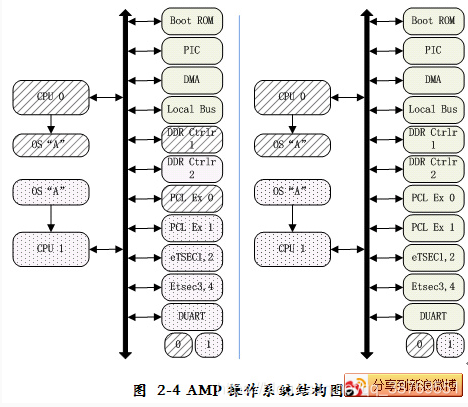 Boot ROM
PIC
DMA
CPU 0
Local Bus
OS “A”
DDR Ctrlr
1
DDR Ctrlr
2
OS “A”
PCL Ex 0
PCL Ex 1
CPU 1
eTSEC1,2
Etsec3,4
DUART
0 1
Boot ROM
PIC
DMA
CPU 0
Local Bus
OS “A”
DDR Ctrlr
1
DDR Ctrlr
2
OS “A”
PCL Ex 0
PCL Ex 1
CPU 1
eTSEC1,2
Etsec3,4
DUART
0 1
图 2-4 AMP 操作系统结构图
分享到新浪微博